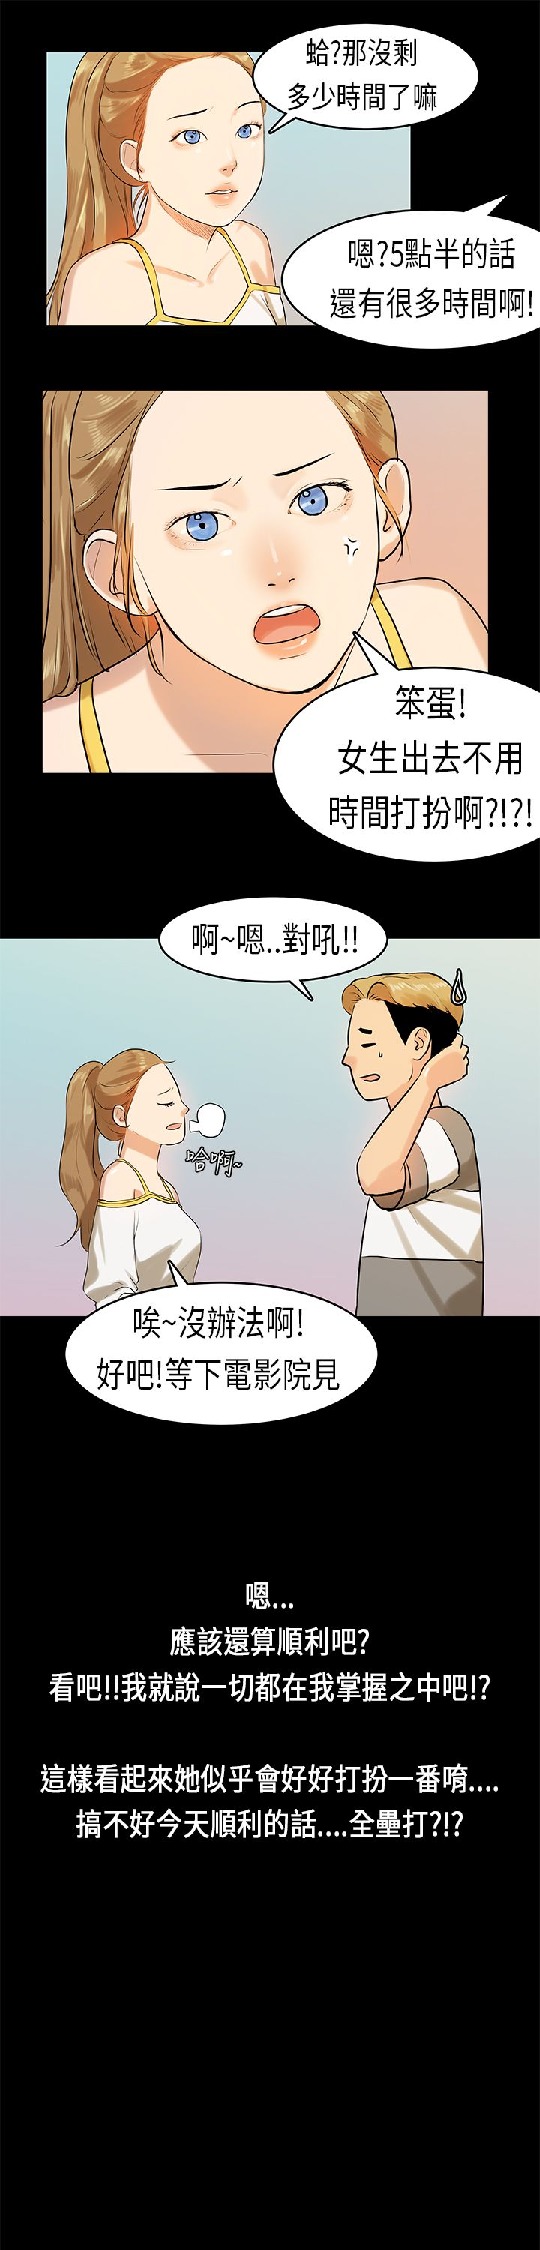 蛤?那沒剩
多少時間了嘛
嗯?5點半的話
還有很多時間啊!
笨蛋!
女生出去不用
時間打扮啊?!?!
啊~嗯..對吼!!
哈啊~
唉~沒辦法啊!
好吧!等下電影院見
嗯...
應該還算順利吧?
看吧!!我就說一切都在我掌握之中吧!?
這樣看起來她似乎會好好打扮一番唷....
搞不好今天順利的話....全壘打?!?